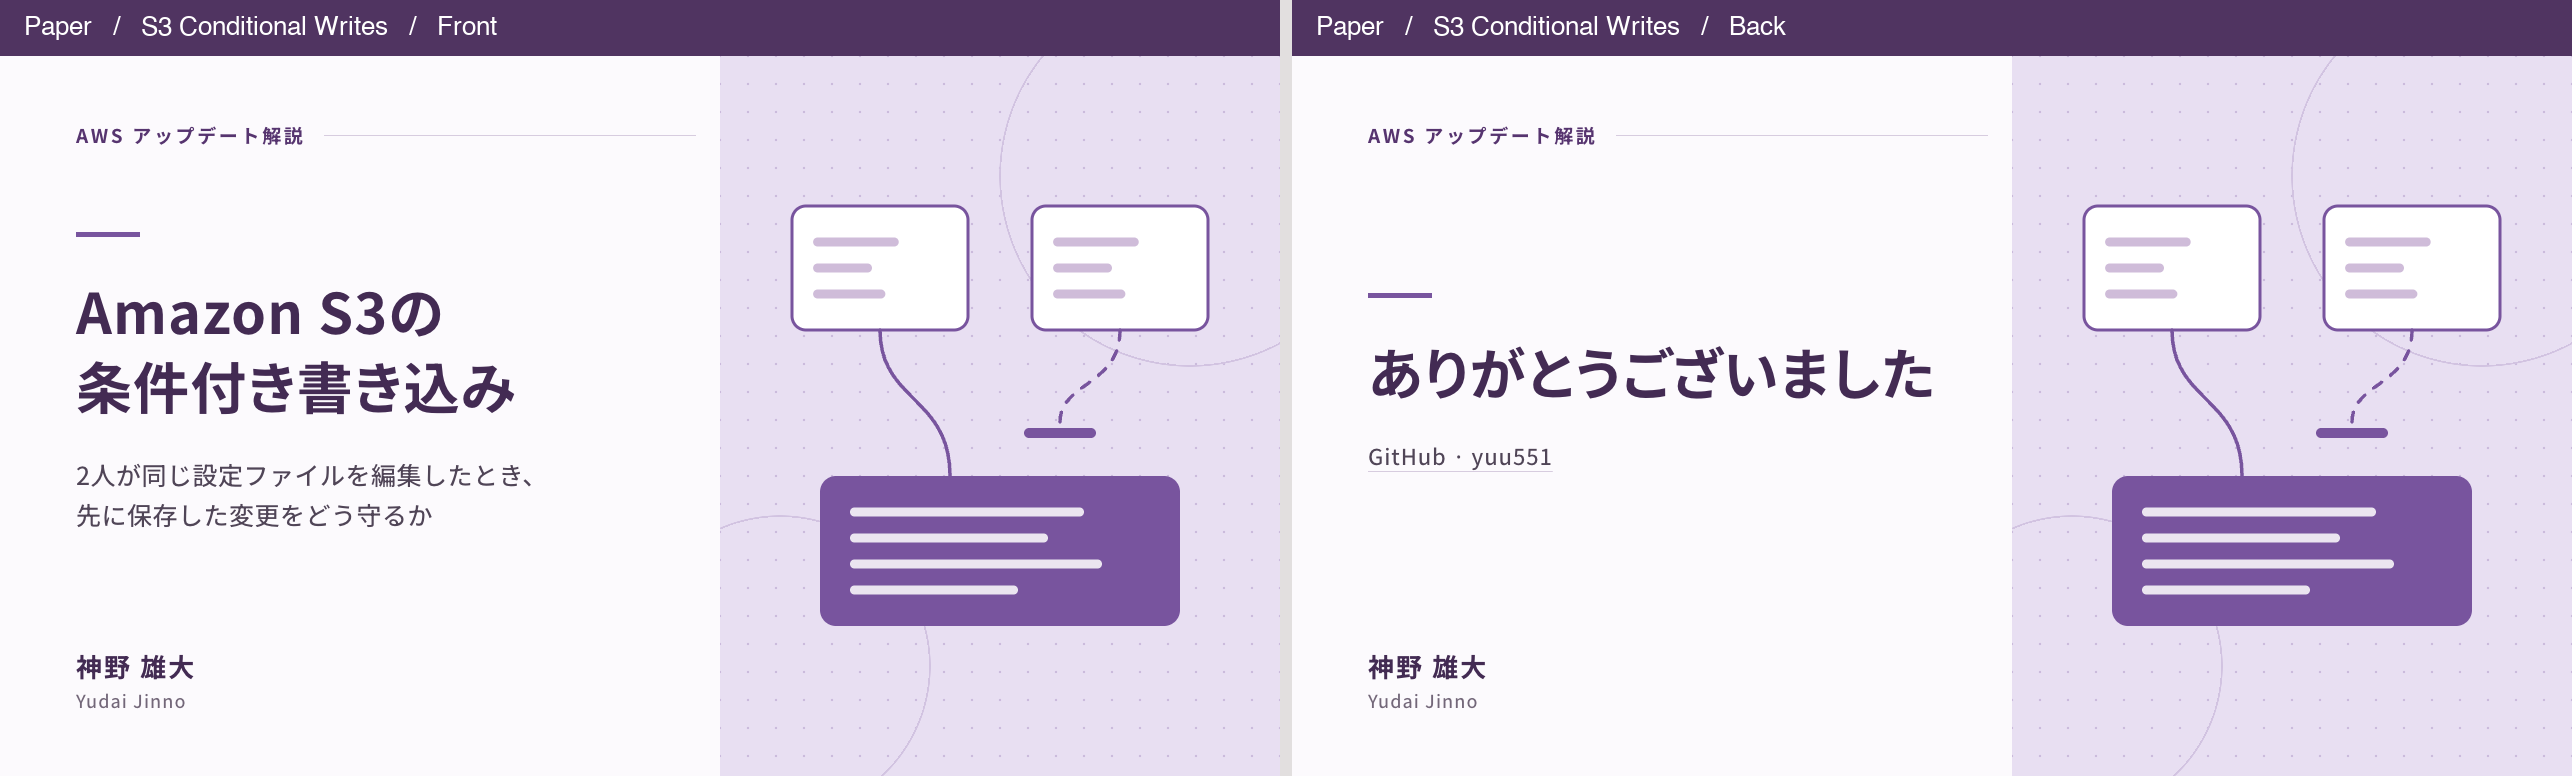 Paper / S3 Conditional Writes / Front
AWS アップデート解説
Amazon S3の
条件付き書き込み
2人が同じ設定ファイルを編集したとき、
先に保存した変更をどう守るか
神野 雄大
Yudai Jinno
Paper / S3 Conditional Writes / Back
AWS アップデート解説
ありがとうございました
GitHub · yuu551
神野 雄大
Yudai Jinno